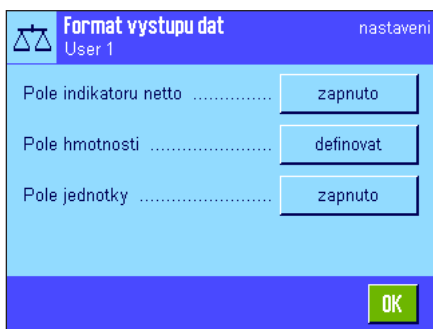 Format vystupu dat nastaveni
User 1
Pole indikatoru netto ............... zapnuto
Pole hmotnosti ....................... definovat
Pole jednotky ......................... zapnuto
OK